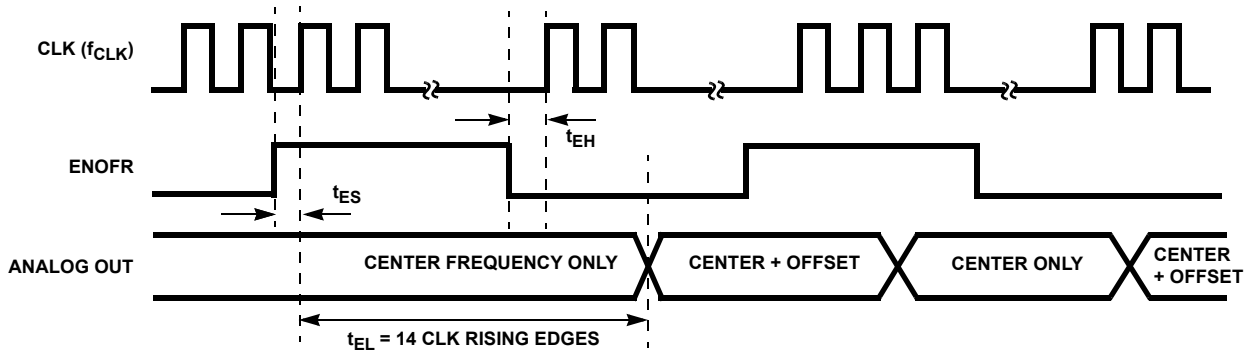 CLK (fCLK)
tEH
ENOFR
tES
ANALOG OUT
CENTER FREQUENCY ONLY
CENTER + OFFSET
CENTER ONLY
CENTER
+ OFFSET
tEL = 14 CLK RISING EDGES